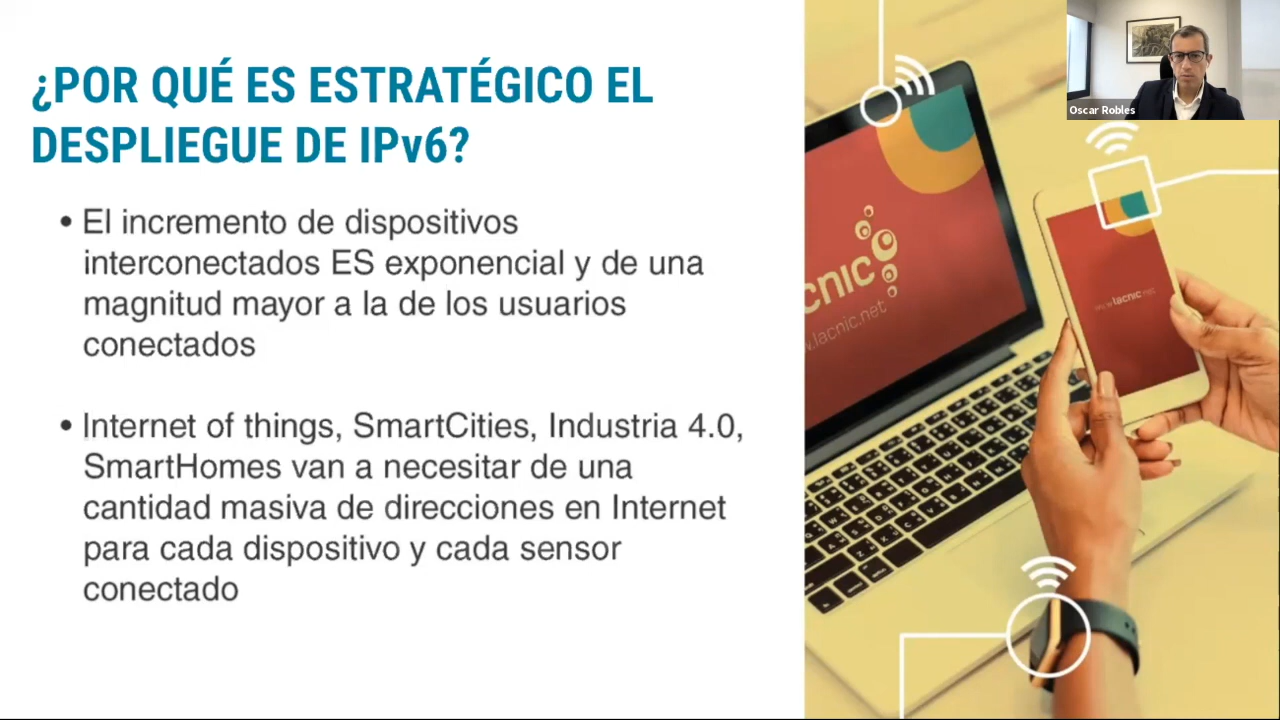 ¿POR QUÉ ES ESTRATÉGICO EL
DESPLIEGUE DE IPv6?
• El incremento de dispositivos
interconectados ES exponencial y de una
magnitud mayor a la de los usuarios
conectados
• Internet of things, SmartCities, Industria 4.0,
SmartHomes van a necesitar de una
cantidad masiva de direcciones en Internet
para cada dispositivo y cada sensor
conectado
Oscar Robles
cnic
w.lacnic.net
lacnic